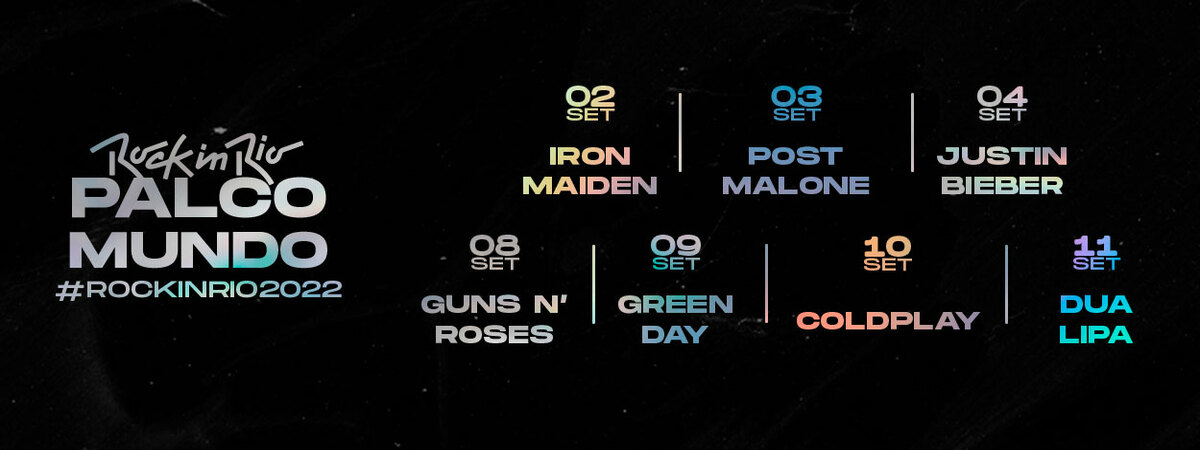 Rock in Rio
PALCO
MUNDO
#ROCKINRIO2022
02
SET
IRON
MAIDEN
03
SET
POST
MALONE
04
SET
JUSTIN
BIEBER
08
SET
GUNS N'
ROSES
09
SET
GREEN
DAY
10
SET
COLDPLAY
11
SET
DUA
LIPA